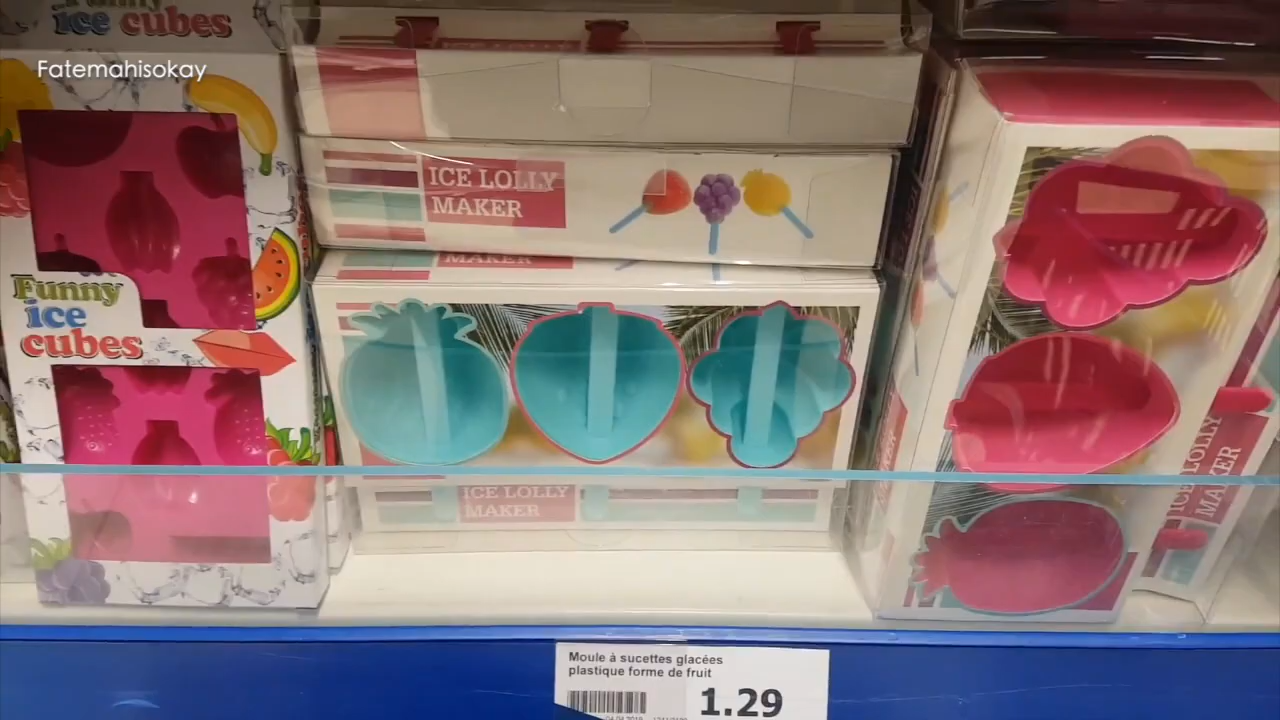 Funny
ice cubes
Fatemahisokay
ICE LOLLY
MAKER
MAKER
Funny
ice
cubes
ICE LOLLY
MAKER
ICE LOLLY
MAKER
Moule à sucettes glacées
plastique forme de fruit
1.29